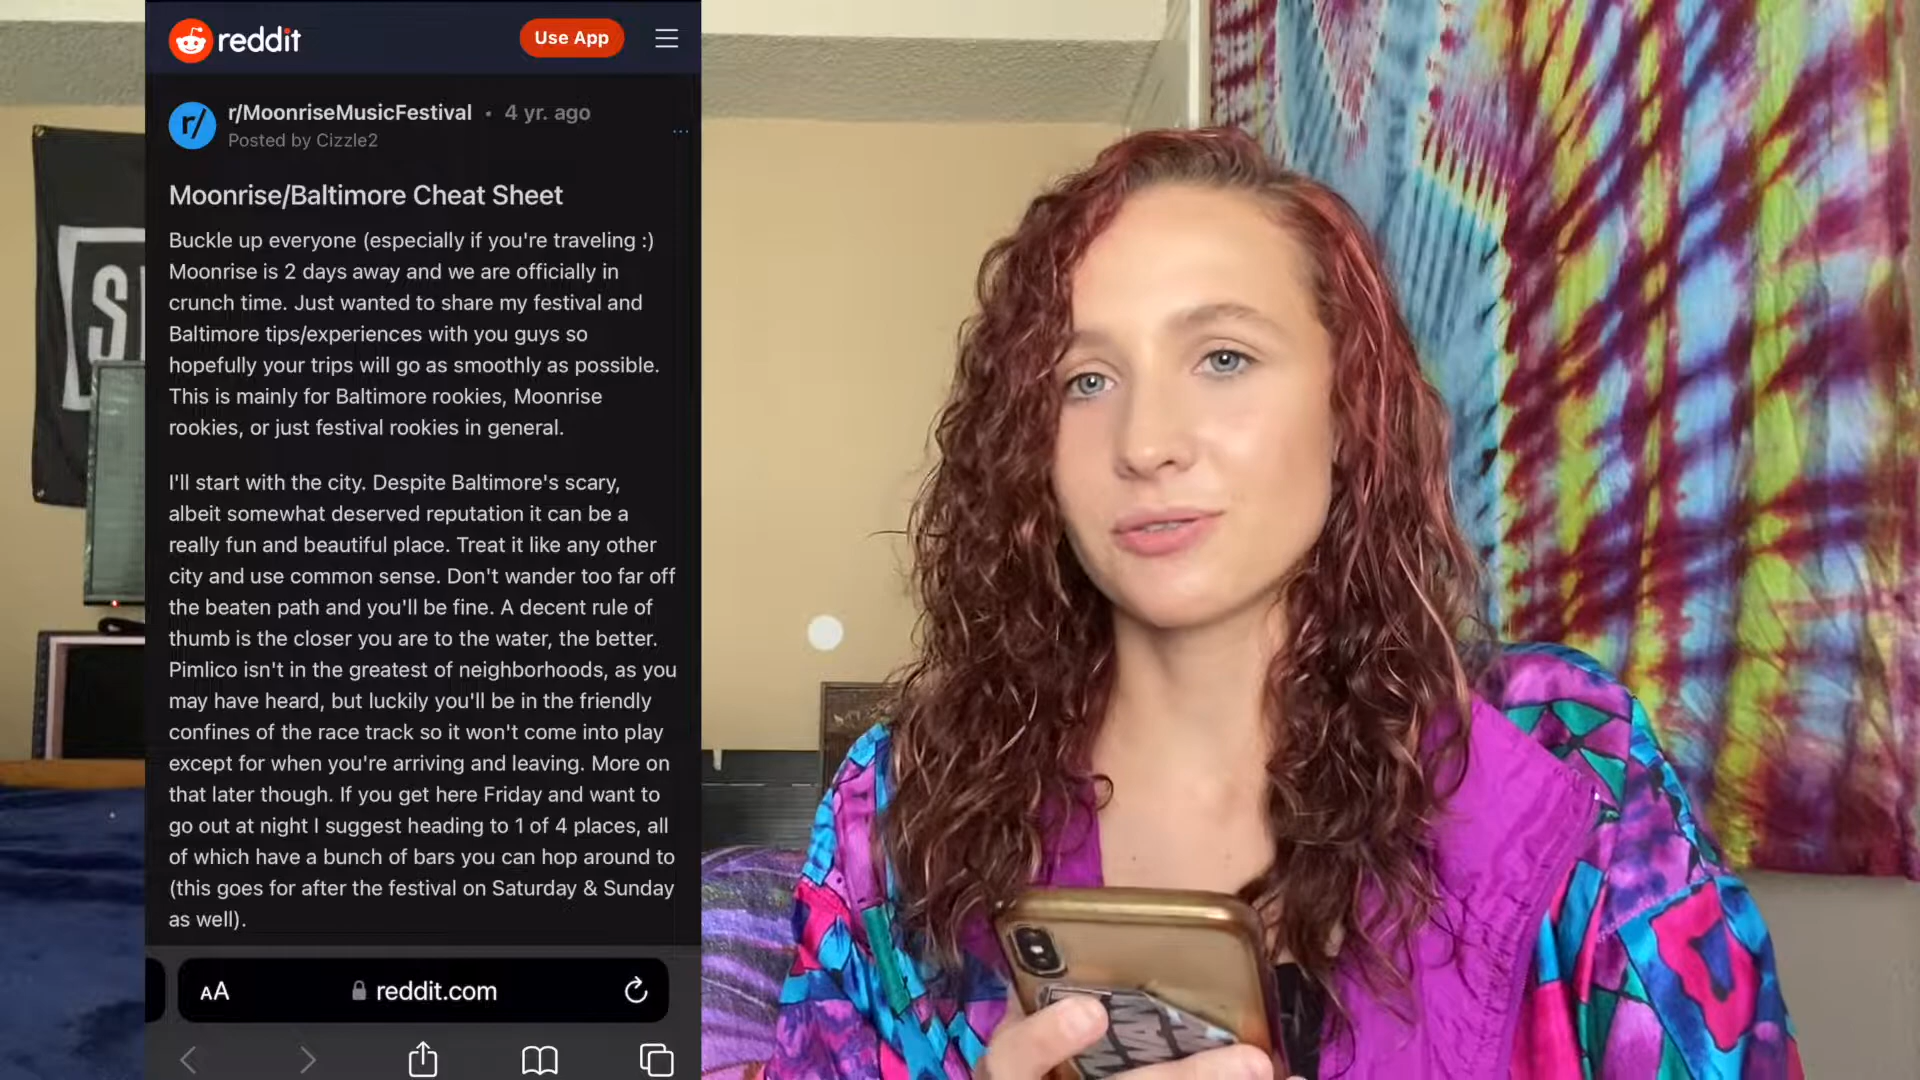 reddit
Use App
r/MoonriseMusicFestival • 4 yr. ago
r/
Posted by Cizzle2
...
Moonrise/Baltimore Cheat Sheet
Buckle up everyone (especially if you're traveling :)
Moonrise is 2 days away and we are officially in
crunch time. Just wanted to share my festival and
Baltimore tips/experiences with you guys so
hopefully your trips will go as smoothly as possible.
This is mainly for Baltimore rookies, Moonrise
rookies, or just festival rookies in general.
I'll start with the city. Despite Baltimore's scary,
albeit somewhat deserved reputation it can be a
really fun and beautiful place. Treat it like any other
city and use common sense. Don't wander too far off
the beaten path and you'll be fine. A decent rule of
thumb is the closer you are to the water, the better.
Pimlico isn't in the greatest of neighborhoods, as you
may have heard, but luckily you'll be in the friendly
confines of the race track so it won't come into play
except for when you're arriving and leaving. More on
that later though. If you get here Friday and want to
go out at night I suggest heading to 1 of 4 places, all
of which have a bunch of bars you can hop around to
(this goes for after the festival on Saturday & Sunday
as well).
AA
reddit.com